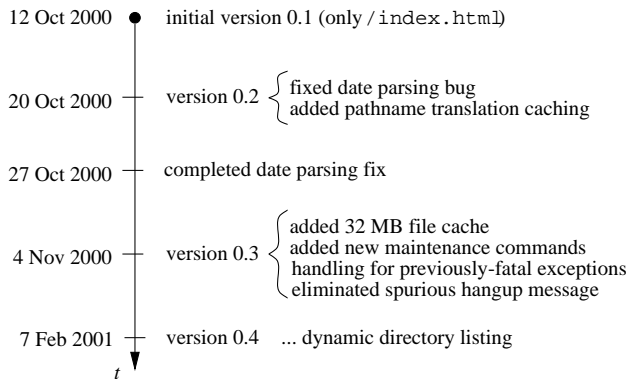 12 Oct 2000 initial version 0.1 (only /index.html)
20 Oct 2000 version 0.2
fixed date parsing bug
added pathname translation caching
27 Oct 2000 completed date parsing fix
4 Nov 2000 version 0.3
added 32 MB file cache
added new maintenance commands
handling for previously-fatal exceptions
eliminated spurious hangup message
7 Feb 2001 version 0.4 ... dynamic directory listing
t